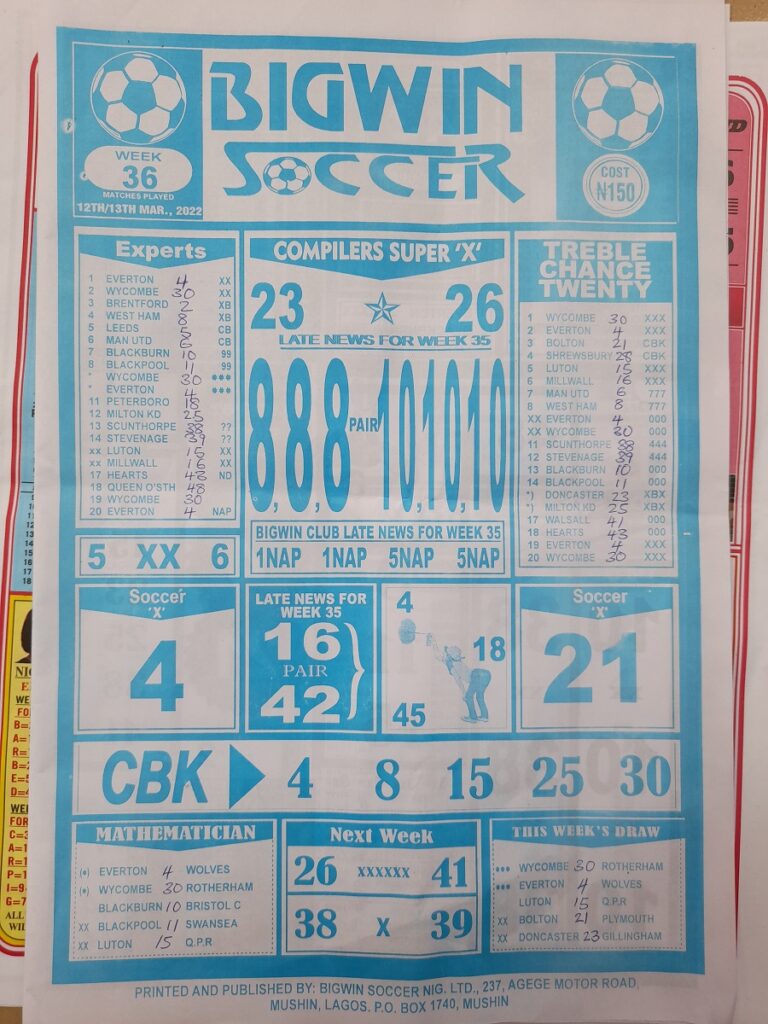 BIGWIN
SOCCER
WEEK
36
MATCHES PLAYED
12TH/13TH MAR., 2022
COST
₦150
Experts
1 EVERTON 4 XX
2 WYCOMBE 30 XX
3 BRENTFORD 2 XB
4 WEST HAM 8 XB
5 LEEDS 5 CB
6 MAN UTD 6 CB
7 BLACKBURN 10 99
8 BLACKPOOL 11 99
* WYCOMBE 30 ***
* EVERTON 4 ***
11 PETERBORO 18
12 MILTON KD 25
13 SCUNTHORPE 38 ??
14 STEVENAGE 39 ??
xx LUTON 15 XX
xx MILLWALL 16 XX
17 HEARTS 43 ND
18 QUEEN O'STH 48
19 WYCOMBE 30
20 EVERTON 4 NAP
5 XX 6
COMPILERS SUPER 'X'
23 26
LATE NEWS FOR WEEK 35
8,8,8 PAIR 10,10,10
BIGWIN CLUB LATE NEWS FOR WEEK 35
1NAP 1NAP 5NAP 5NAP
TREBLE
CHANCE
TWENTY
1 WYCOMBE 30 XXX
2 EVERTON 4 XXX
3 BOLTON 21 CBK
4 SHREWSBURY 28 CBK
5 LUTON 15 XXX
6 MILLWALL 16 XXX
7 MAN UTD 6 777
8 WEST HAM 8 777
XX EVERTON 4 000
XX WYCOMBE 30 000
11 SCUNTHORPE 38 444
12 STEVENAGE 39 444
13 BLACKBURN 10 000
14 BLACKPOOL 11 000
*) DONCASTER 23 XBX
*) MILTON KD 25 XBX
17 WALSALL 41 000
18 HEARTS 43 000
19 EVERTON 4 XXX
20 WYCOMBE 30 XXX
Soccer
'X'
4
LATE NEWS FOR
WEEK 35
16
PAIR
42
4
18
45
Soccer
'X'
21
CBK 4 8 15 25 30
MATHEMATICIAN
(*) EVERTON 4 WOLVES
(*) WYCOMBE 30 ROTHERHAM
BLACKBURN 10 BRISTOL C
XX BLACKPOOL 11 SWANSEA
XX LUTON 15 Q.P.R
Next Week
26 XXXXXX 41
38 X 39
THIS WEEK'S DRAW
*** WYCOMBE 30 ROTHERHAM
*** EVERTON 4 WOLVES
LUTON 15 Q.P.R
XX BOLTON 21 PLYMOUTH
XX DONCASTER 23 GILLINGHAM
PRINTED AND PUBLISHED BY: BIGWIN SOCCER NIG. LTD., 237, AGEGE MOTOR ROAD,
MUSHIN, LAGOS. P.O. BOX 1740, MUSHIN